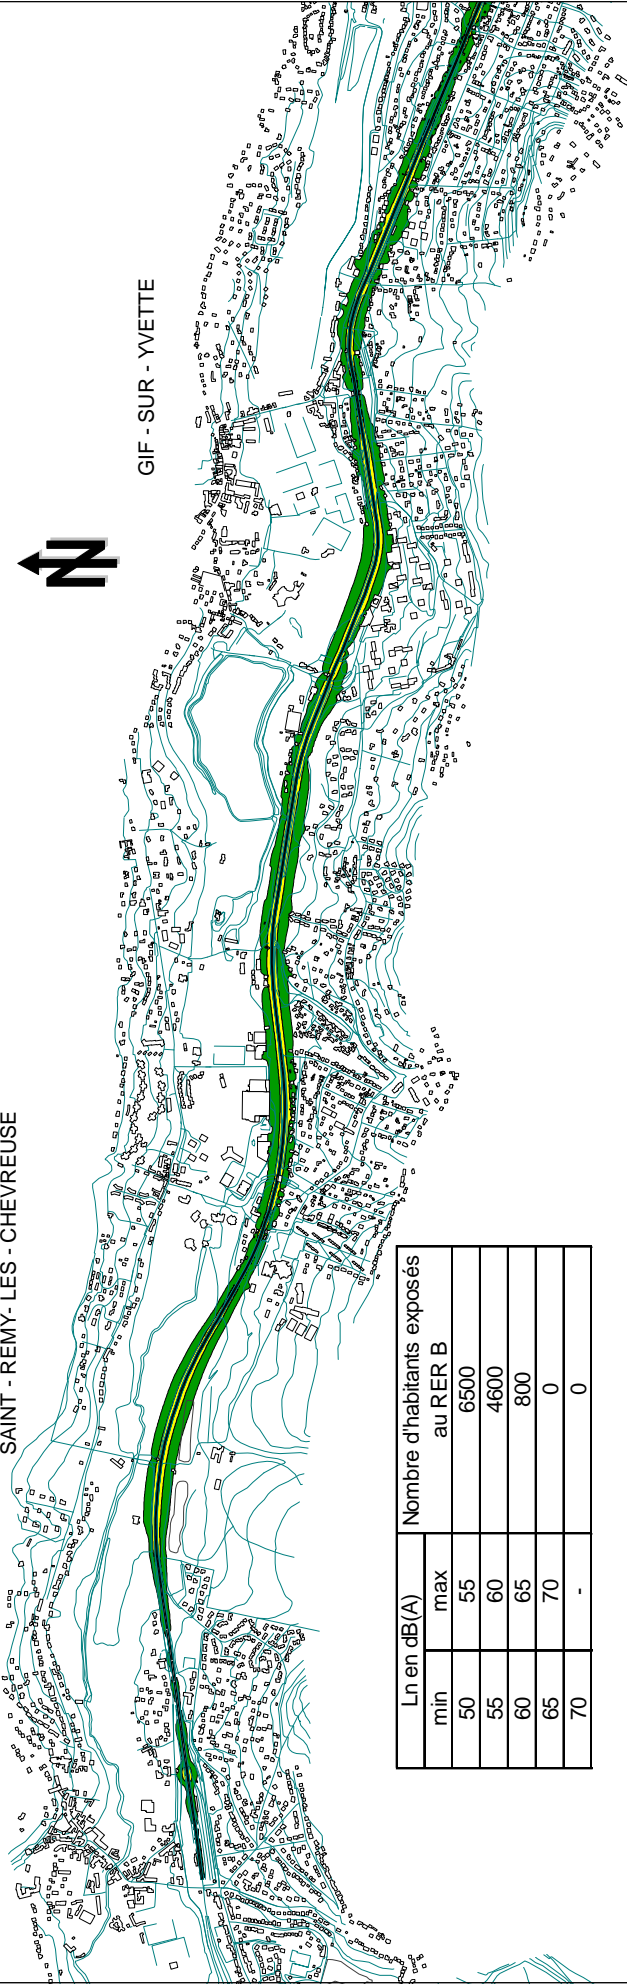 SAINT - REMY- LES - CHEVREUSE
GIF - SUR - YVETTE
N
Ln en dB(A) Nombre d'habitants exposés
min max au RER B
50 55 6500
55 60 4600
60 65 800
65 70 0
70 - 0